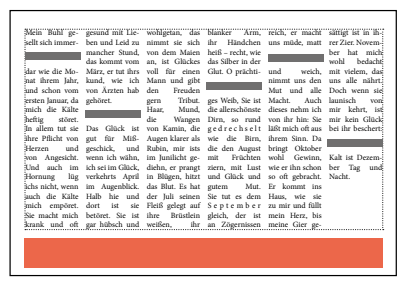 Mein Buhl ge-
sellt sich immer-
dar wie die Mo-
nat ihrem Jahr,
und schon vom
ersten Januar, da
mich die Kälte
heftig störet.
In allem tut sie
ihre Pflicht von
Herzen und
von Angesicht.
Und auch im
Hornung lüg
ichs nicht, wenn
auch die Kälte
mich empöret.
Sie macht mich
krank und oft
gesund mit Lie-
ben und Leid zu
mancher Stund,
das kommt vom
März, er tut ihrs
kund, wie ich
von Ärzten hab
gehöret.
Das Glück ist
gut für Miß-
geschick, und
wenn ich wähn,
ich sei im Glück,
verkehrts April
im Augenblick.
Halb hie und
dort ist sie
betöret. Sie ist
gar hübsch und
wohlgetan, das
nimmt sie sich
von dem Maien
an, ist Glückes
voll für einen
Mann und gibt
den Freuden
gern Tribut.
Haar, Mund,
die Wangen
von Kamin, die
Augen klarer als
Rubin, mir ists
im Junilicht ge-
diehn, er prangt
in Blügen, hitzt
das Blut. Es hat
der Juli seinen
Fleiß gelegt auf
ihre Brüstlein
weißen, ihr
blanker Arm,
ihr Händchen
heiß – recht, wie
das Silber in der
Glut. O prächti-
ges Weib, Sie ist
die allerschönste
Dirn, so rund
gedrechselt
wie die Birn,
die den August
mit Früchten
ziern, mit Lust
und Glück und
gutem Mut.
Sie tut es dem
September
gleich, der ist
an Zögernissen
reich, er macht
uns müde, matt
und weich,
nimmt uns den
Mut und alle
Macht. Auch
dieses nehm ich
von ihr hin: Sie
läßt mich oft aus
ihrem Sinn. Da
bringt Oktober
wohl Gewinn,
wie er ihn schon
so oft gebracht.
Er kommt ins
Haus, wie sie
zu mir und füllt
mein Herz, bis
meine Gier ge-
sättigt ist in ih-
rer Zier. Novem-
ber hat mich
wohl bedacht
mit vielem, das
uns alle nährt.
Doch wenn sie
launisch von
mir kehrt, ist
mir kein Glück
bei ihr beschert
Kalt ist Dezem-
ber Tag und
Nacht.